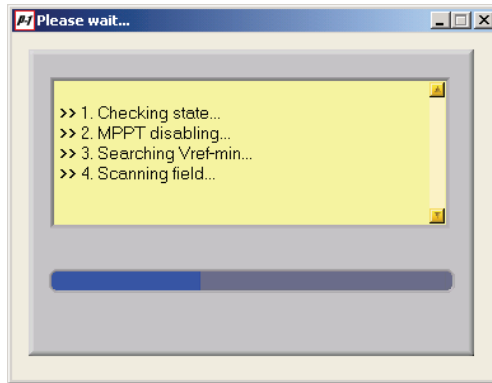 Please wait...
>> 1. Checking state...
>> 2. MPPT disabling...
>> 3. Searching Vref-min...
>> 4. Scanning field...